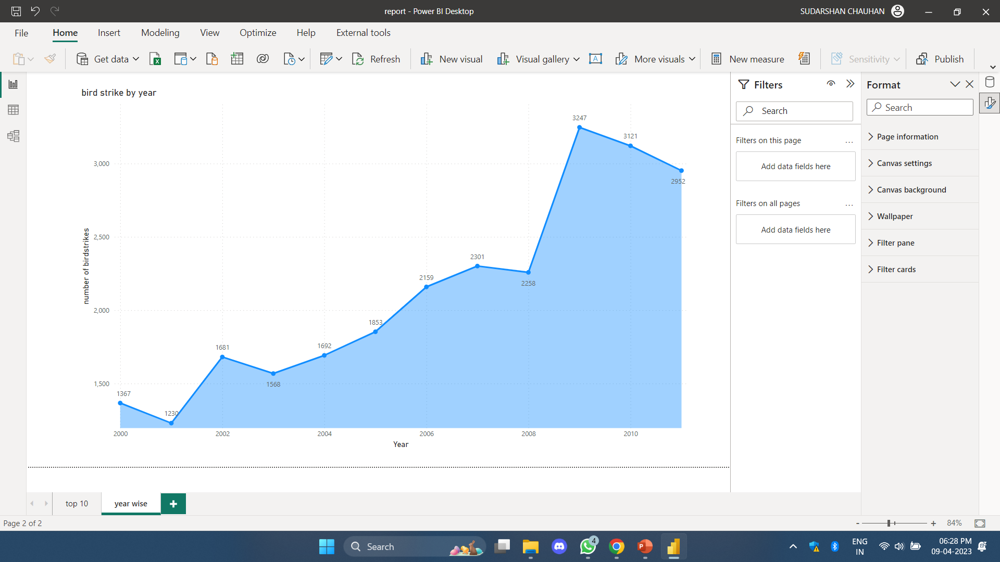 report - Power BI Desktop
SUDARSHAN CHAUHAN
File Home Insert Modeling View Optimize Help External tools
Get data Refresh New visual Visual gallery A More visuals New measure Sensitivity Publish
bird strike by year
number of birdstrikes
3,000
2,500
2,000
1,500
1367
1230
1681
1568
1692
1853
2159
2301
2258
3247
3121
2952
2000 2002 2004 2006 2008 2010
Year
Filters
Search
Filters on this page ...
Add data fields here
Filters on all pages ...
Add data fields here
Format
Search
Page information
Canvas settings
Canvas background
Wallpaper
Filter pane
Filter cards
top 10 year wise +
Page 2 of 2
- + 84%
Search
4
P
ENG
IN
06:28 PM
09-04-2023